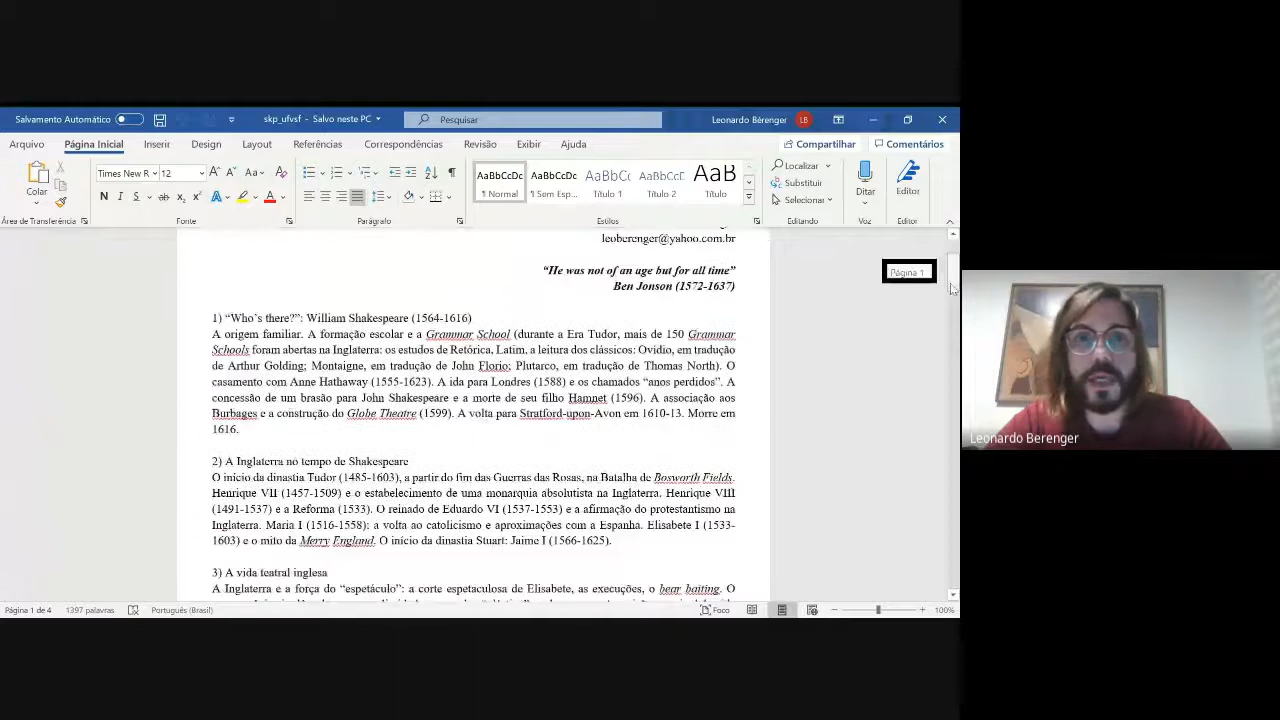 Salvamento Automático
skp_ufvsf - Salvo neste PC
Pesquisar
Leonardo Bérenger
LB
Arquivo
Página Inicial
Inserir
Design
Layout
Referências
Correspondências
Revisão
Exibir
Ajuda
Compartilhar
Comentários
Colar
Times New R
12
N I S ab x₂ x²
AaBbCcDc
¶ Normal
AaBbCcDc
¶ Sem Esp...
AaBbCc
Título 1
AaBbCcD
Título 2
AaB
Título
Localizar
Substituir
Selecionar
Ditar
Editor
Área de Transferência
Fonte
Parágrafo
Estilos
Editando
Voz
Editor
leoberenger@yahoo.com.br
“He was not of an age but for all time”
Ben Jonson (1572-1637)
Página 1
1) “Who’s there?”: William Shakespeare (1564-1616)
A origem familiar. A formação escolar e a Grammar School (durante a Era Tudor, mais de 150 Grammar
Schools foram abertas na Inglaterra: os estudos de Retórica, Latim, a leitura dos clássicos: Ovídio, em tradução
de Arthur Golding; Montaigne, em tradução de John Florio; Plutarco, em tradução de Thomas North). O
casamento com Anne Hathaway (1555-1623). A ida para Londres (1588) e os chamados “anos perdidos”. A
concessão de um brasão para John Shakespeare e a morte de seu filho Hamnet (1596). A associação aos
Burbages e a construção do Globe Theatre (1599). A volta para Stratford-upon-Avon em 1610-13. Morre em
1616.
2) A Inglaterra no tempo de Shakespeare
O início da dinastia Tudor (1485-1603), a partir do fim das Guerras das Rosas, na Batalha de Bosworth Fields.
Henrique VII (1457-1509) e o estabelecimento de uma monarquia absolutista na Inglaterra. Henrique VIII
(1491-1537) e a Reforma (1533). O reinado de Eduardo VI (1537-1553) e a afirmação do protestantismo na
Inglaterra. Maria I (1516-1558): a volta ao catolicismo e aproximações com a Espanha. Elisabete I (1533-
1603) e o mito da Merry England. O início da dinastia Stuart: Jaime I (1566-1625).
3) A vida teatral inglesa
A Inglaterra e a força do “espetáculo”: a corte espetaculosa de Elisabete, as execuções, o bear baiting. O
Página 1 de 4
1397 palavras
Português (Brasil)
Foco
100%
Leonardo Berenger